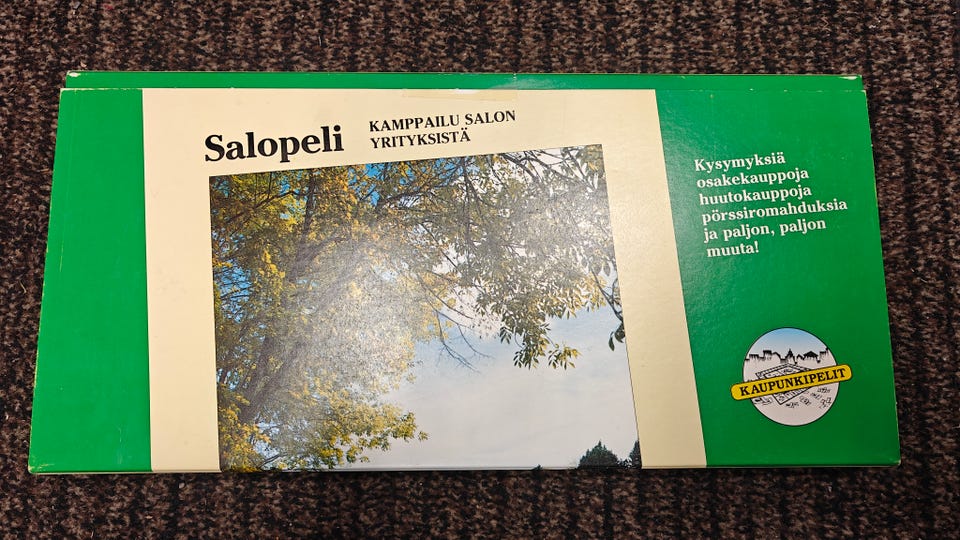 Salopeli
KAMPPAILU SALON
YRITYKSISTÄ
Kysymyksiä
osakekauppoja
huutokauppoja
pörssiromahduksia
ja paljon, paljon
muuta!
KAUPUNKIPELIT